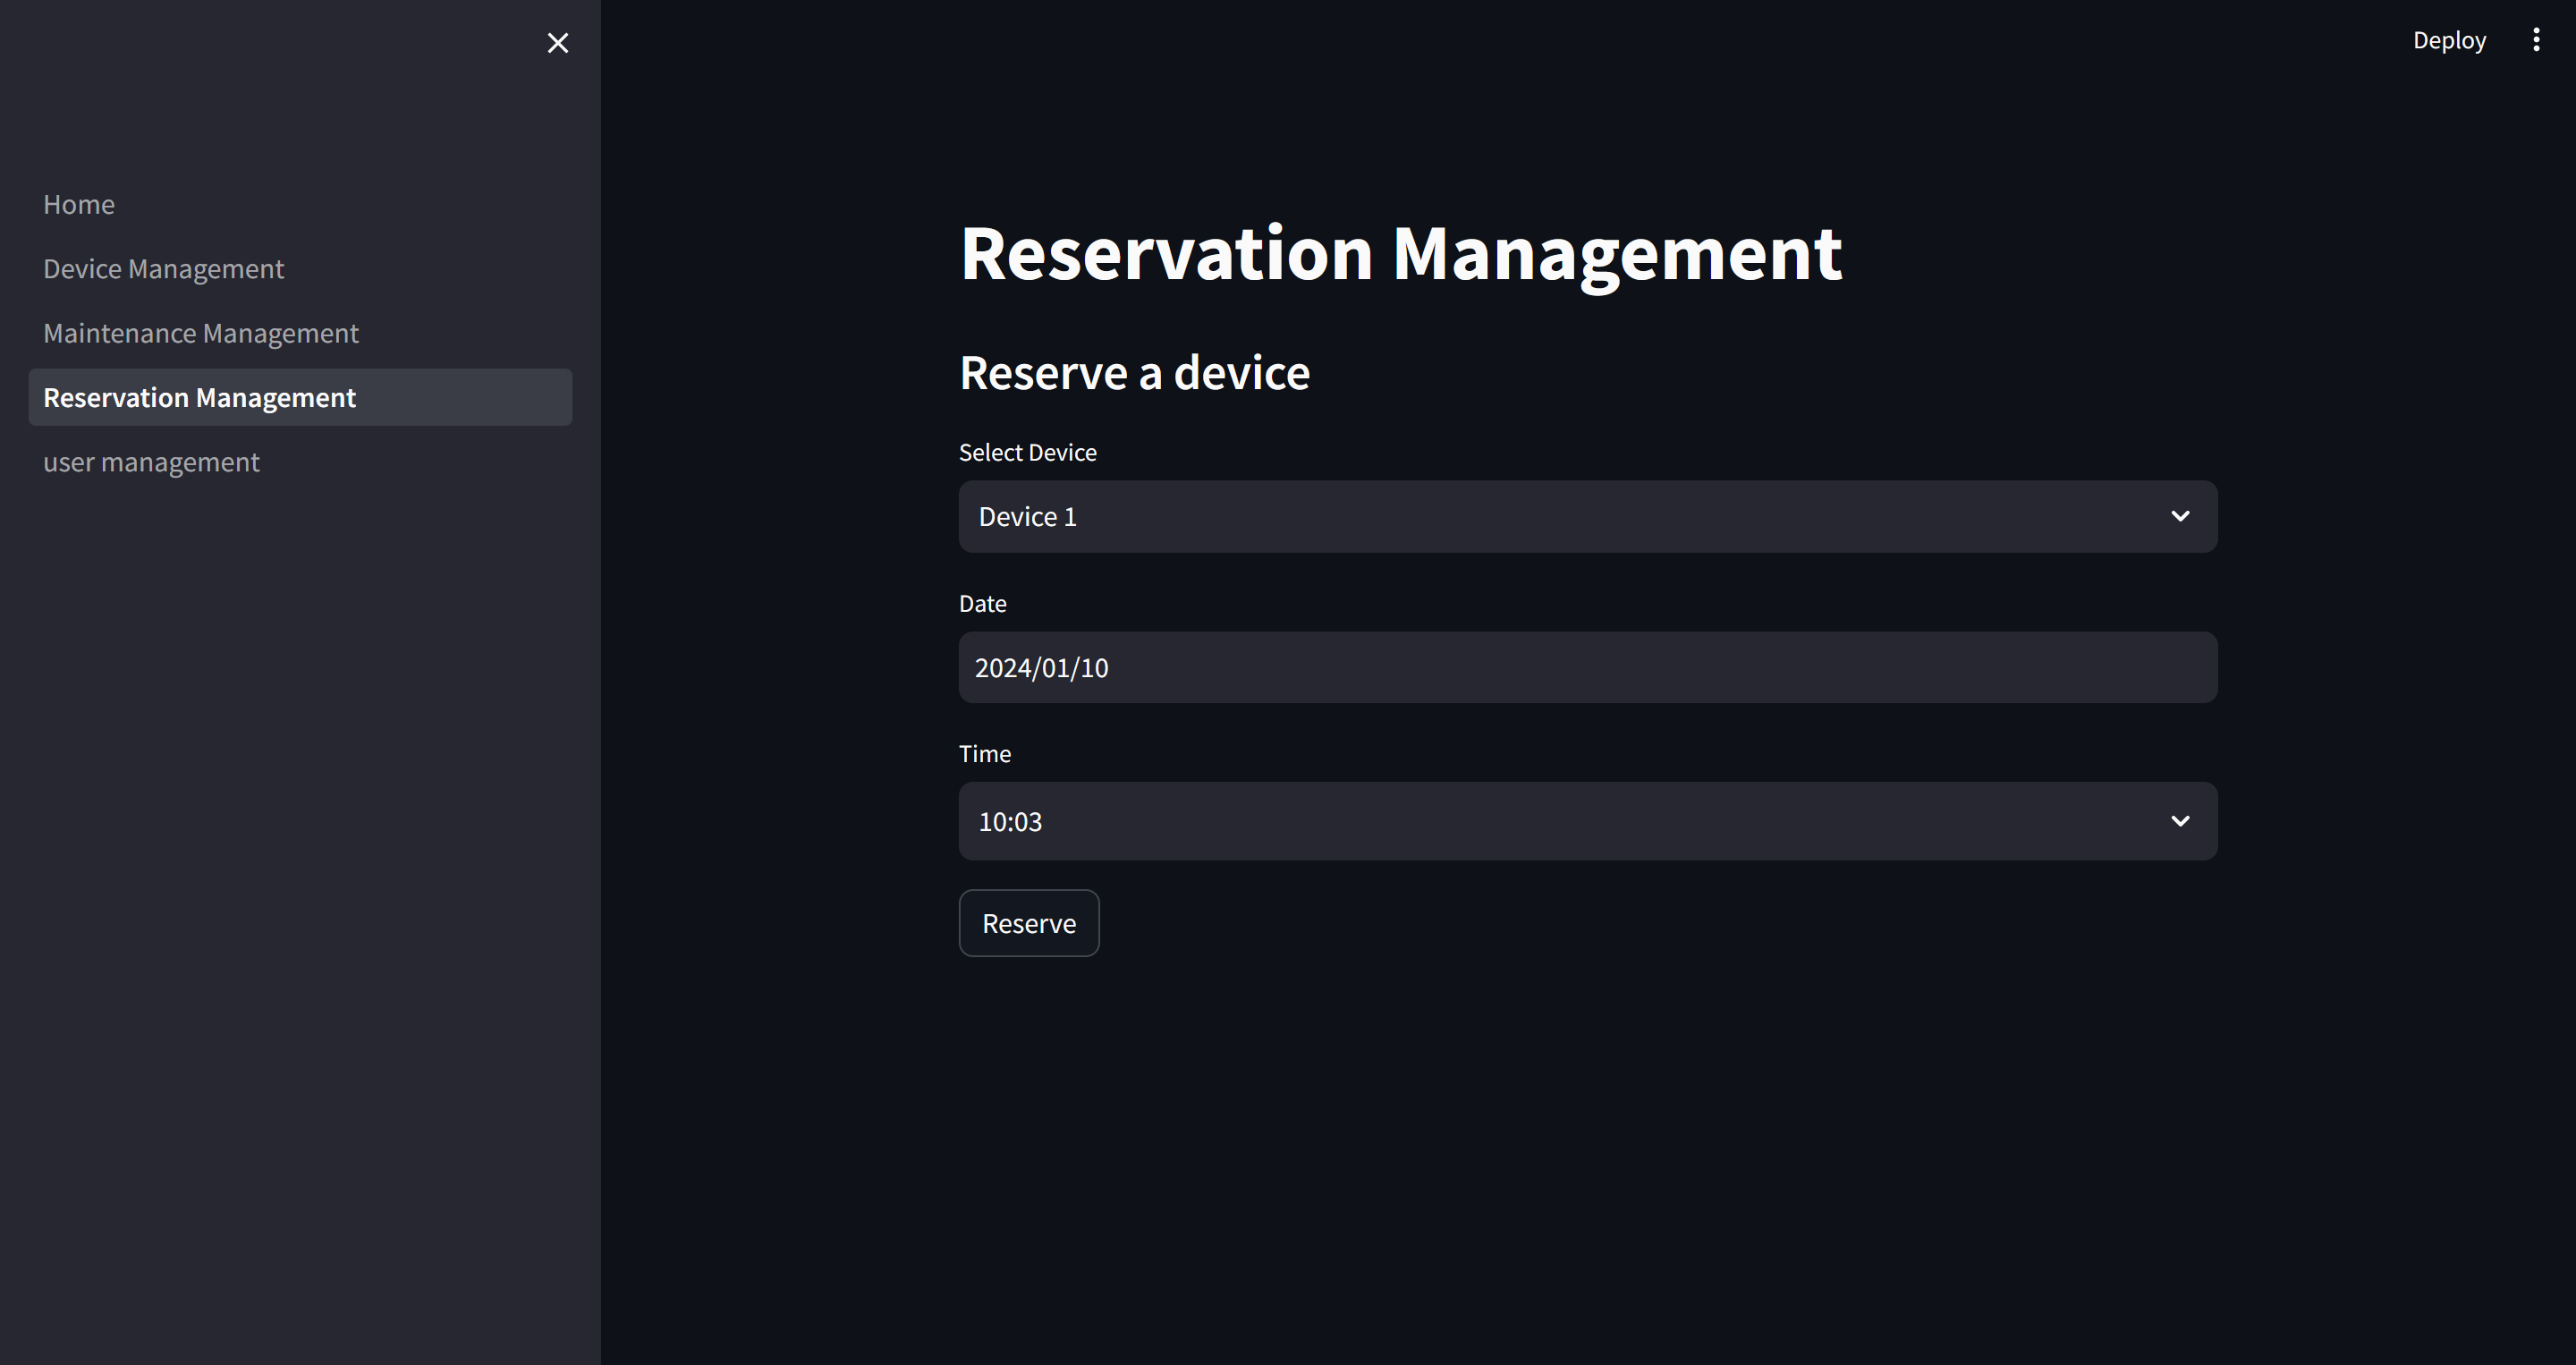 Deploy
Home
Device Management
Maintenance Management
Reservation Management
user management
Reservation Management
Reserve a device
Select Device
Device 1
Date
2024/01/10
Time
10:03
Reserve